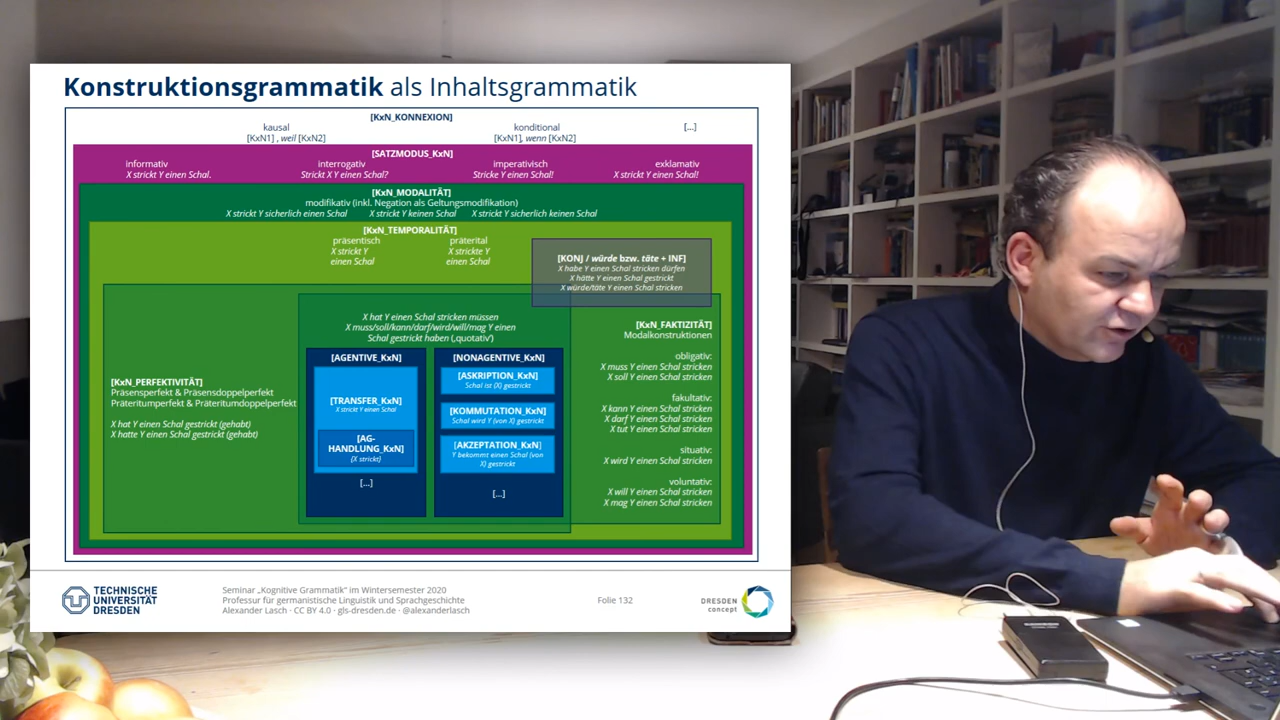 Konstruktionsgrammatik als Inhaltsgrammatik
[KxN_KONNEXION]
kausal
[KxN1] , weil [KxN2]
konditional
[KxN1], wenn [KxN2]
[...]
[SATZMODUS_KxN]
informativ
X strickt Y einen Schal.
interrogativ
Strickt X Y einen Schal?
imperativisch
Stricke Y einen Schal!
exklamativ
X strickt Y einen Schal!
[KxN_MODALITÄT]
modifikativ (inkl. Negation als Geltungsmodifikation)
X strickt Y sicherlich einen Schal X strickt Y keinen Schal X strickt Y sicherlich keinen Schal
[KxN_TEMPORALITÄT]
präsentisch
X strickt Y
einen Schal
präterital
X strickte Y
einen Schal
[KONJ / würde bzw. täte + INF]
X habe Y einen Schal stricken dürfen
X hätte Y einen Schal gestrickt
X würde/täte Y einen Schal stricken
X hat Y einen Schal stricken müssen
X muss/soll/kann/darf/wird/will/mag Y einen
Schal gestrickt haben (‚quotativ')
[KxN_PERFEKTIVITÄT]
Präsensperfekt & Präsensdoppelperfekt
Präteritumperfekt & Präteritumdoppelperfekt
X hat Y einen Schal gestrickt (gehabt)
X hatte Y einen Schal gestrickt (gehabt)
[AGENTIVE_KxN]
[TRANSFER_KxN]
X strickt Y einen Schal
[AG-
HANDLUNG_KxN]
(X strickt)
[...]
[NONAGENTIVE_KxN]
[ASKRIPTION_KxN]
Schal ist (X) gestrickt
[KOMMUTATION_KxN]
Schal wird Y (von X) gestrickt
[AKZEPTATION_KxN]
Y bekommt einen Schal (von
X) gestrickt
[...]
[KxN_FAKTIZITÄT]
Modalkonstruktionen
obligativ:
X muss Y einen Schal stricken
X soll Y einen Schal stricken
fakultativ:
X kann Y einen Schal stricken
X darf Y einen Schal stricken
X tut Y einen Schal stricken
situativ:
X wird Y einen Schal stricken
voluntativ:
X will Y einen Schal stricken
X mag Y einen Schal stricken
TECHNISCHE
UNIVERSITÄT
DRESDEN
Seminar „Kognitive Grammatik" im Wintersemester 2020
Professur für germanistische Linguistik und Sprachgeschichte
Alexander Lasch · CC BY 4.0 · gls-dresden.de · @alexanderlasch
Folie 132
DRESDEN
concept